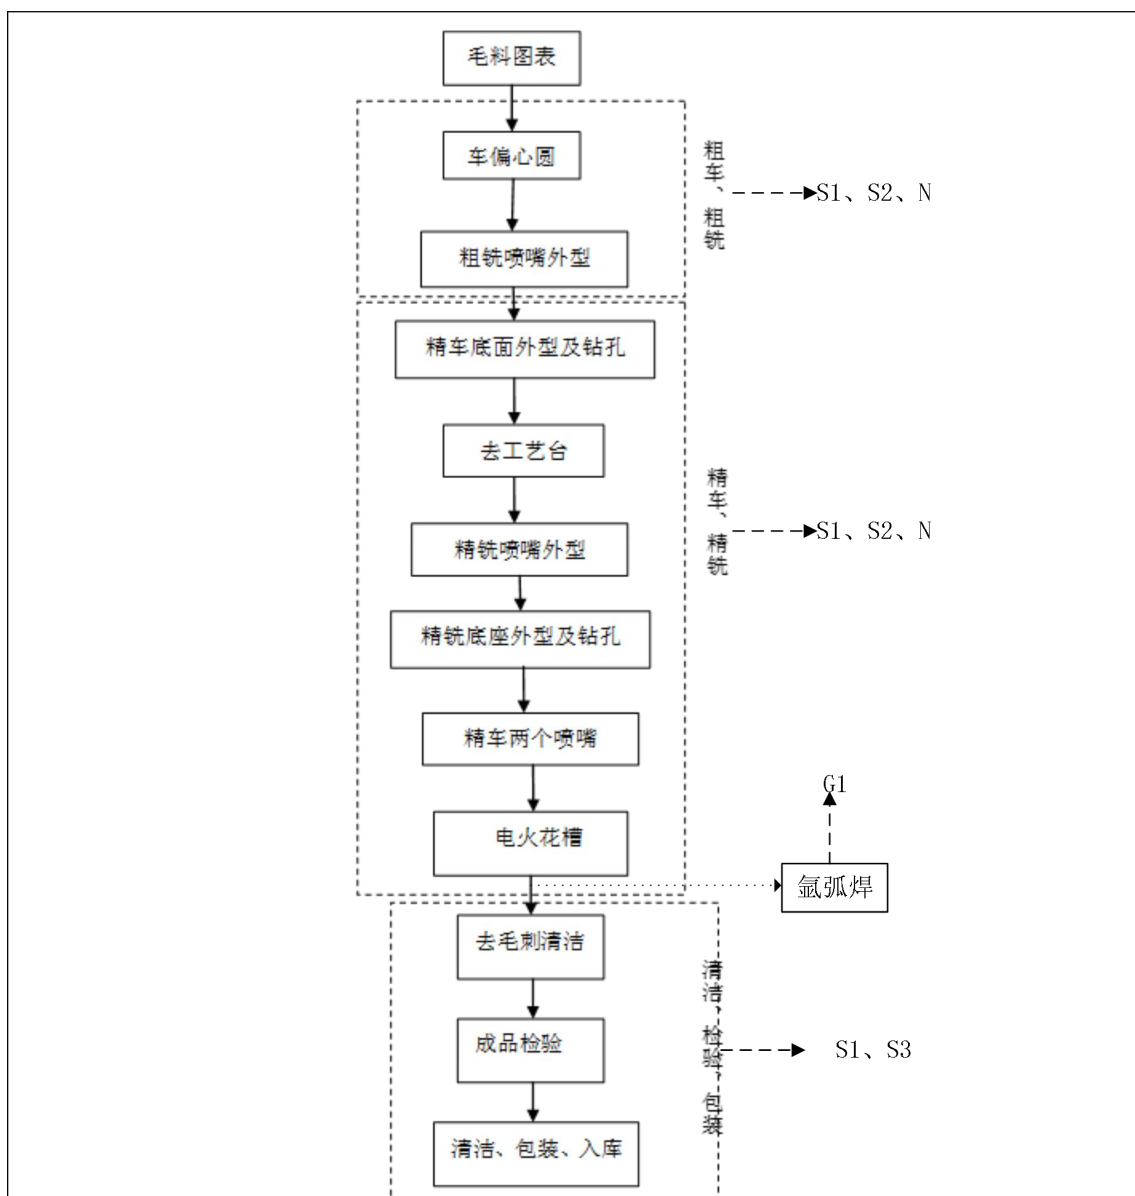 毛料图表
车偏心圆
粗车、粗铣
S1、S2、N
粗铣喷嘴外型
精车底面外型及钻孔
去工艺台
精车、精铣
S1、S2、N
精铣喷嘴外型
精铣底座外型及钻孔
精车两个喷嘴
G1
电火花槽
氩弧焊
去毛刺清洁
清洁、检验、包装
成品检验
S1、S3
清洁、包装、入库